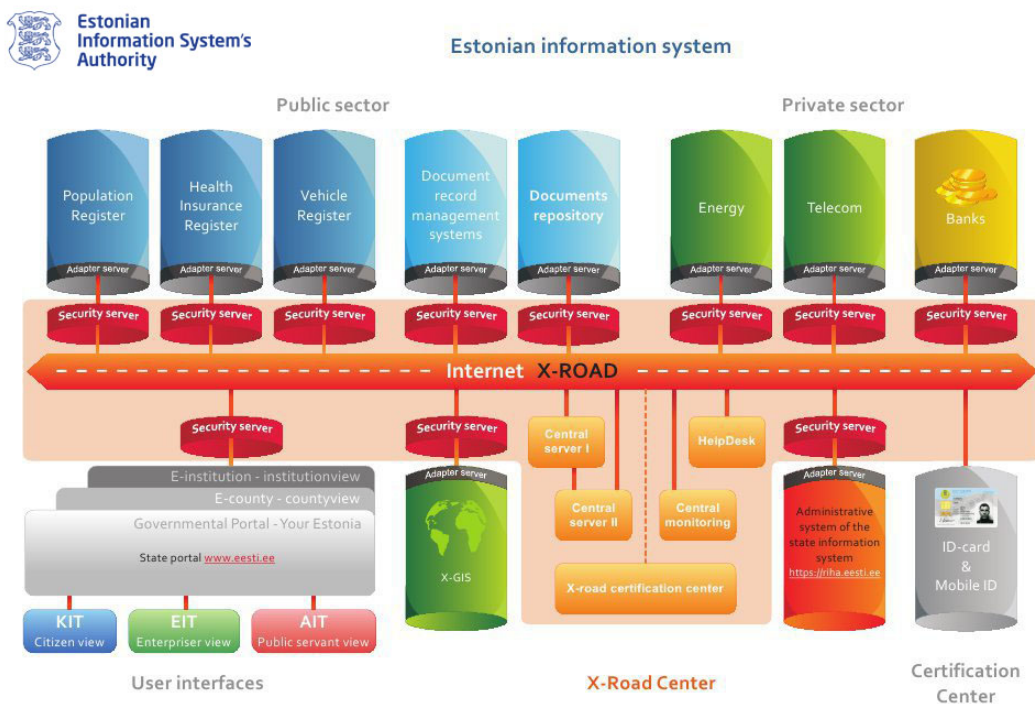 Estonian
Information System's
Authority
Estonian information system
Public sector
Private sector
Population
Register
Health
Insurance
Register
Vehicle
Register
Document
record
management
systems
Documents
repository
Energy
Telecom
Banks
Adapter server
Adapter server
Adapter server
Adapter server
Adapter server
Adapter server
Adapter server
Adapter server
Security server
Security server
Security server
Security server
Security server
Security server
Security server
Security server
Internet X-ROAD
Security server
Security server
Central
server I
HelpDesk
Security server
E-institution - institutionview
E-county - countyview
Governmental Portal - Your Estonia
State portal www.eesti.ee
Adapter server
X-GIS
Central
server II
Central
monitoring
X-road certification center
Adapter server
Administrative
system of the
state information
system
https://riha.eesti.ee
ID-card
&
Mobile ID
KIT
Citizen view
EIT
Enterpriser view
AIT
Public servant view
User interfaces
X-Road Center
Certification
Center